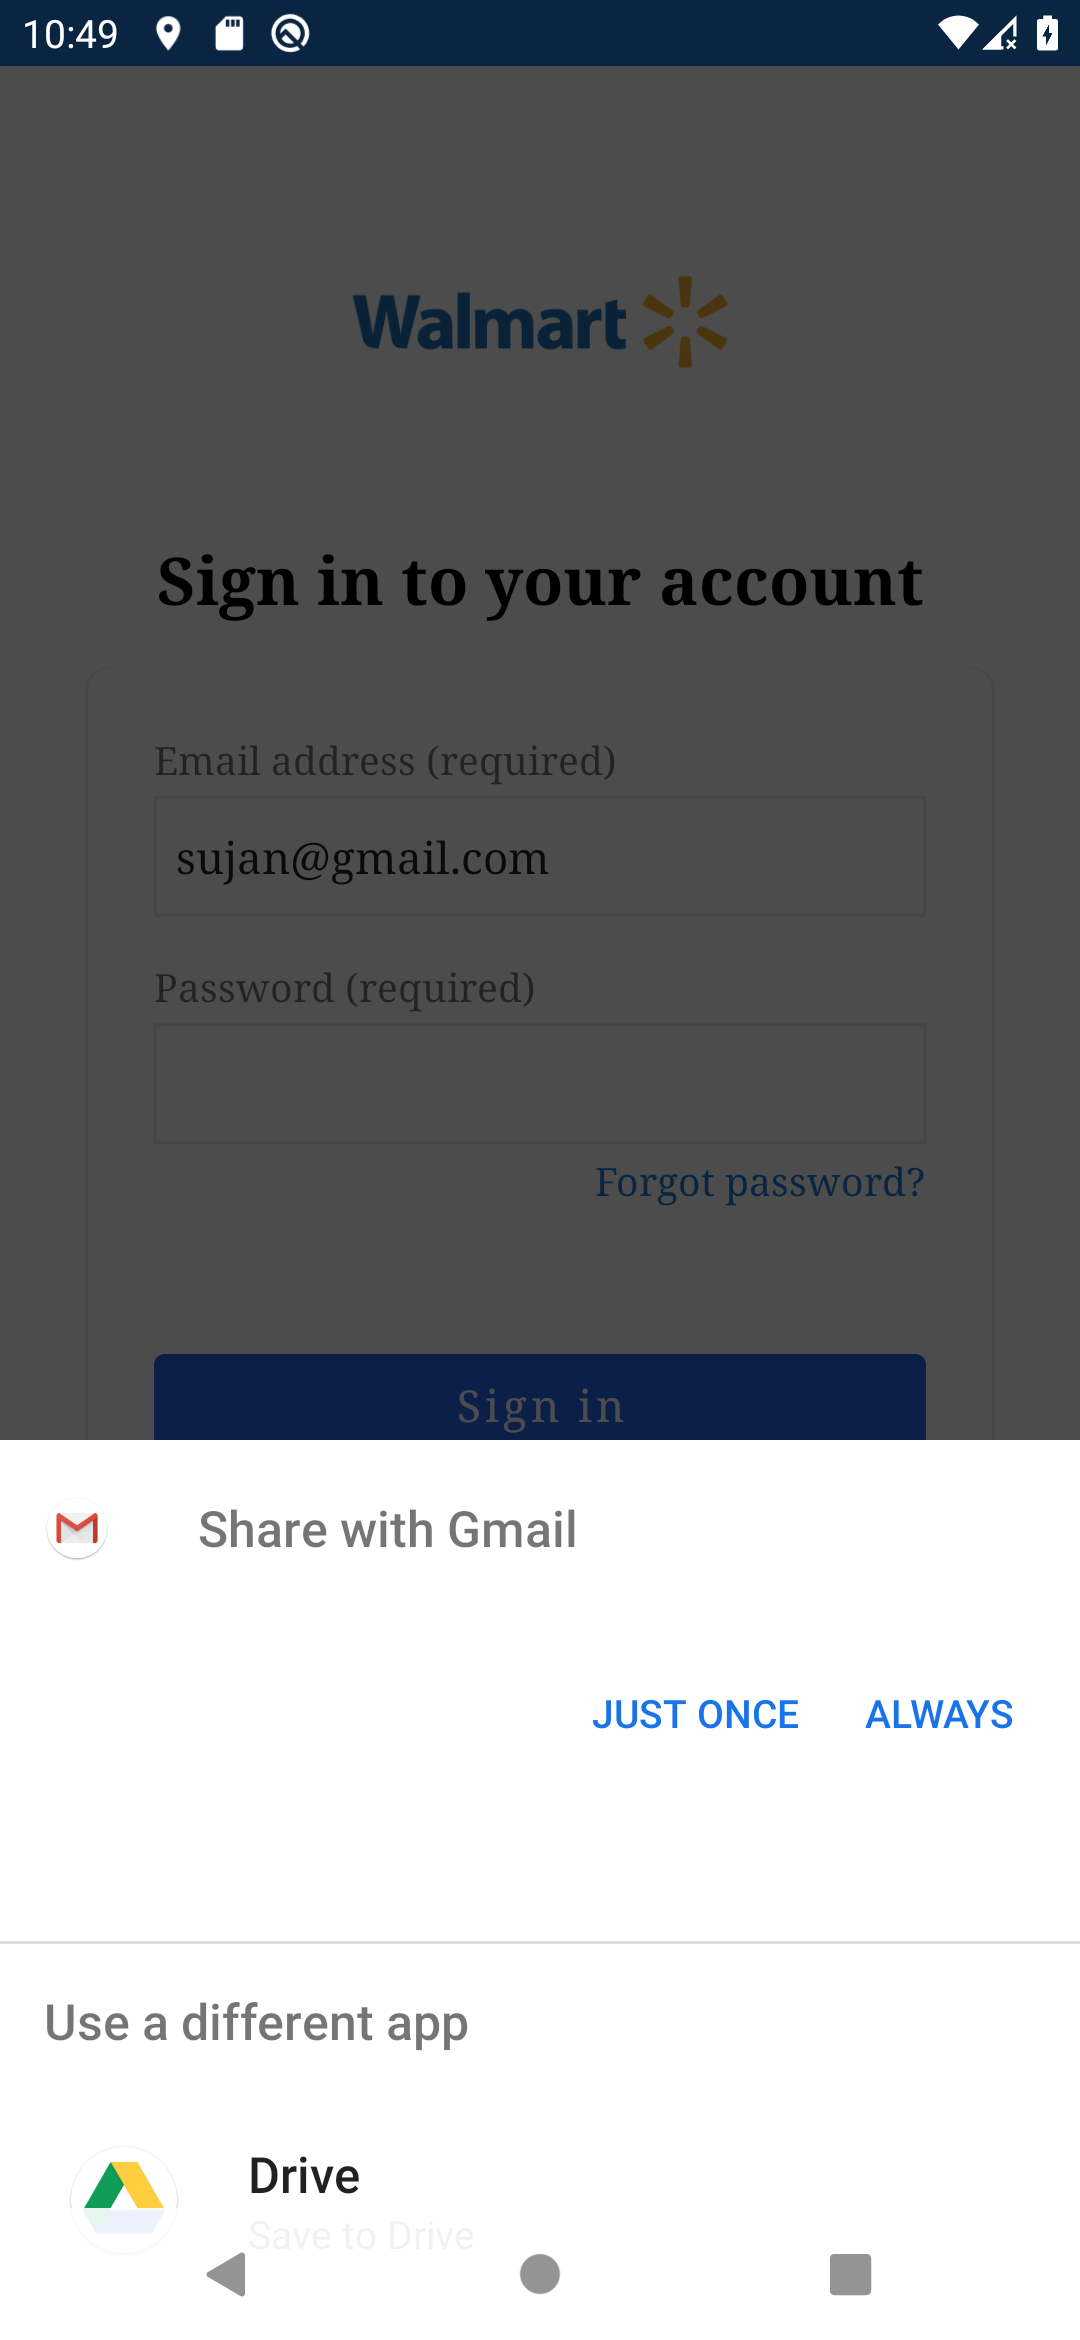 10:49
Walmart
Sign in to your account
Email address (required)
sujan@gmail.com
Password (required)
Forgot password?
Sign in
Share with Gmail
JUST ONCE ALWAYS
Use a different app
Drive
Save to Drive